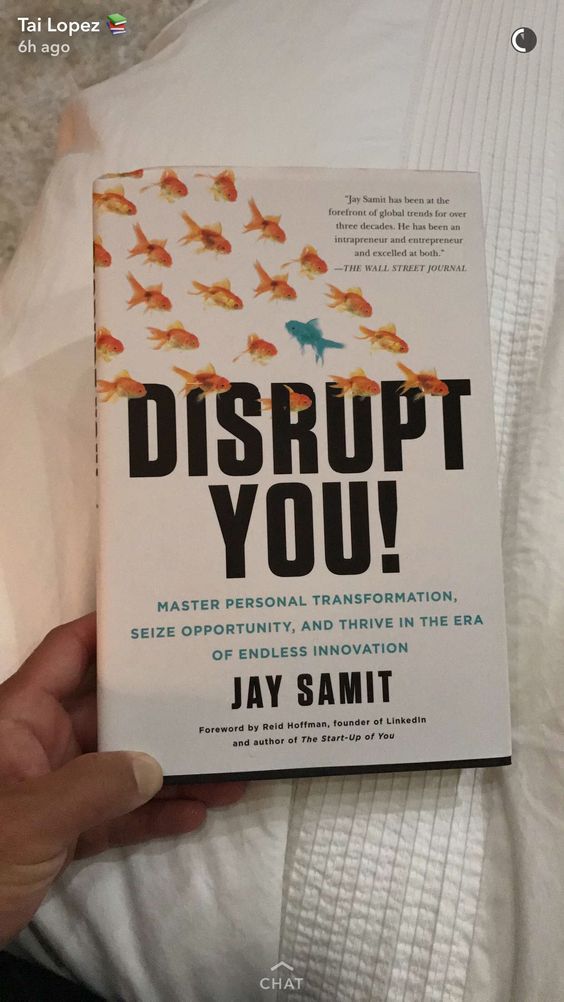 Tai Lopez 📚
6h ago
"Jay Samit has been at the
forefront of global trends for over
three decades. He has been an
intrapreneur and entrepreneur
and excelled at both."
—THE WALL STREET JOURNAL
DISRUPT
YOU!
MASTER PERSONAL TRANSFORMATION,
SEIZE OPPORTUNITY, AND THRIVE IN THE ERA
OF ENDLESS INNOVATION
JAY SAMIT
Foreword by Reid Hoffman, founder of LinkedIn
and author of The Start-Up of You
CHAT